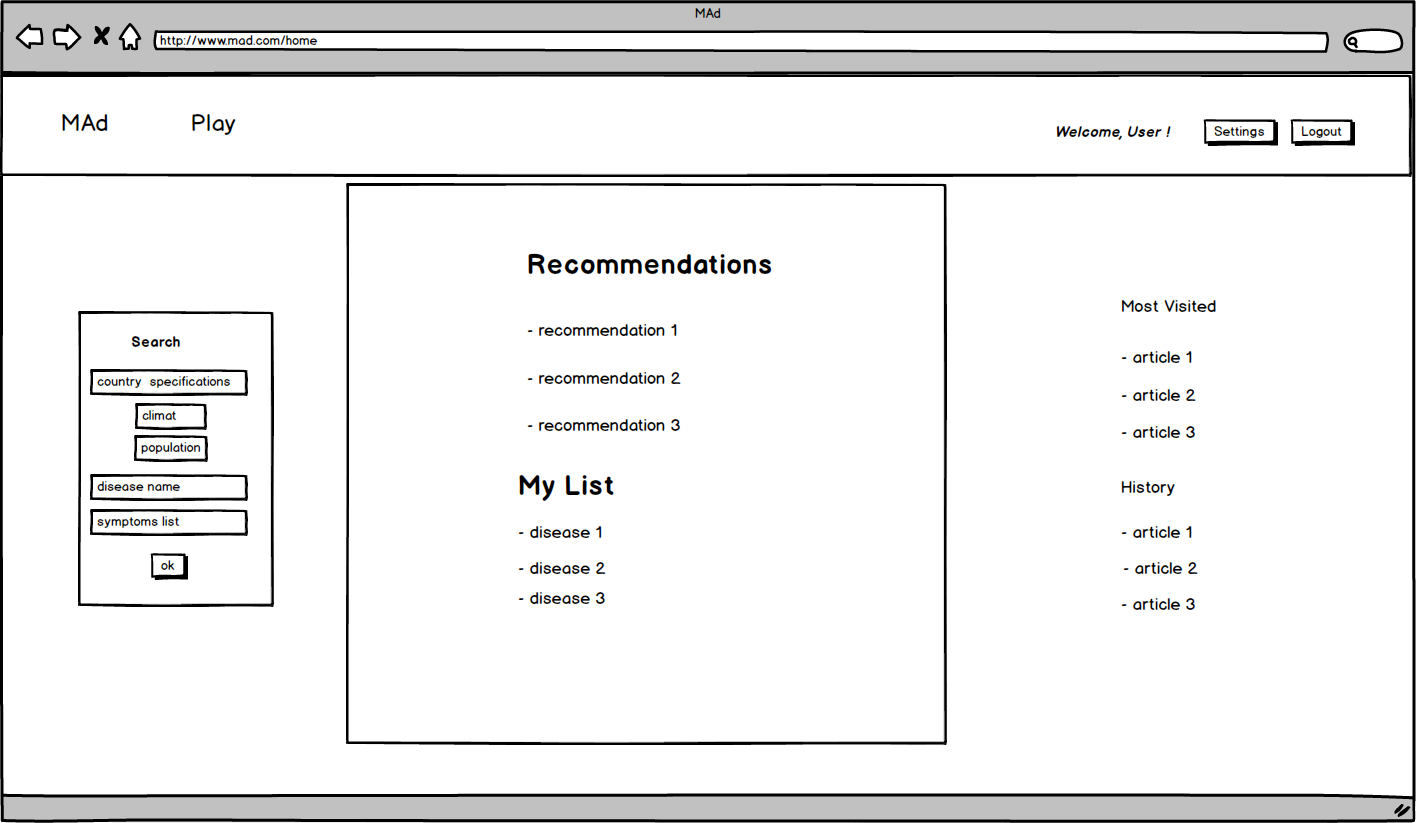 MAd
http://www.mad.com/home
MAd
Play
Welcome, User !
Settings
Logout
Search
country specifications
climat
population
disease name
symptoms list
ok
Recommendations
- recommendation 1
- recommendation 2
- recommendation 3
My List
- disease 1
- disease 2
- disease 3
Most Visited
- article 1
- article 2
- article 3
History
- article 1
- article 2
- article 3